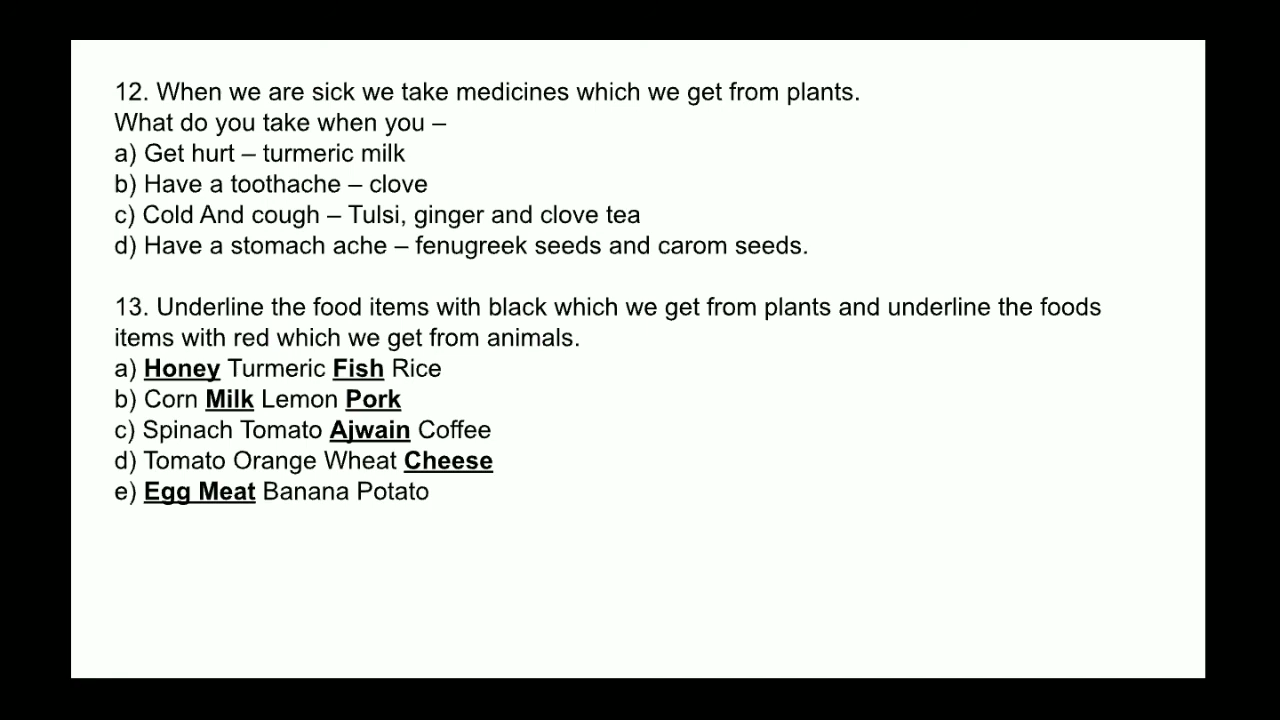 12. When we are sick we take medicines which we get from plants.
What do you take when you –
a) Get hurt – turmeric milk
b) Have a toothache – clove
c) Cold And cough – Tulsi, ginger and clove tea
d) Have a stomach ache – fenugreek seeds and carom seeds.
13. Underline the food items with black which we get from plants and underline the foods
items with red which we get from animals.
a) Honey Turmeric Fish Rice
b) Corn Milk Lemon Pork
c) Spinach Tomato Ajwain Coffee
d) Tomato Orange Wheat Cheese
e) Egg Meat Banana Potato